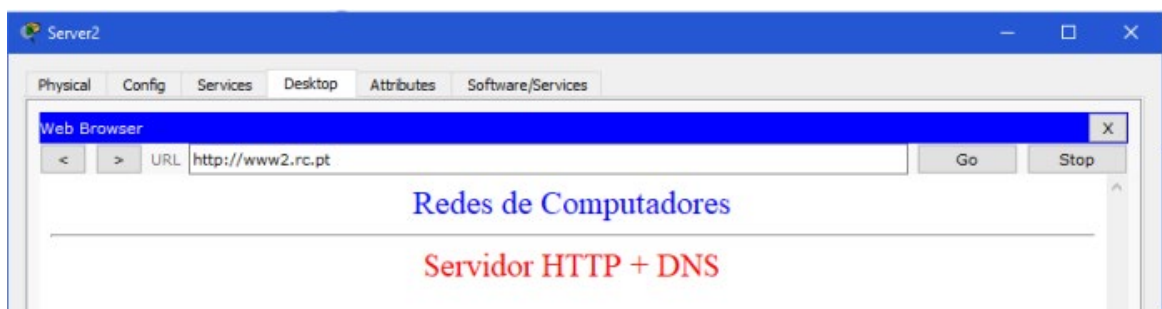 Server2
Physical Config Services Desktop Attributes Software/Services
Web Browser X
< > URL http://www2.rc.pt Go Stop
Redes de Computadores
Servidor HTTP + DNS